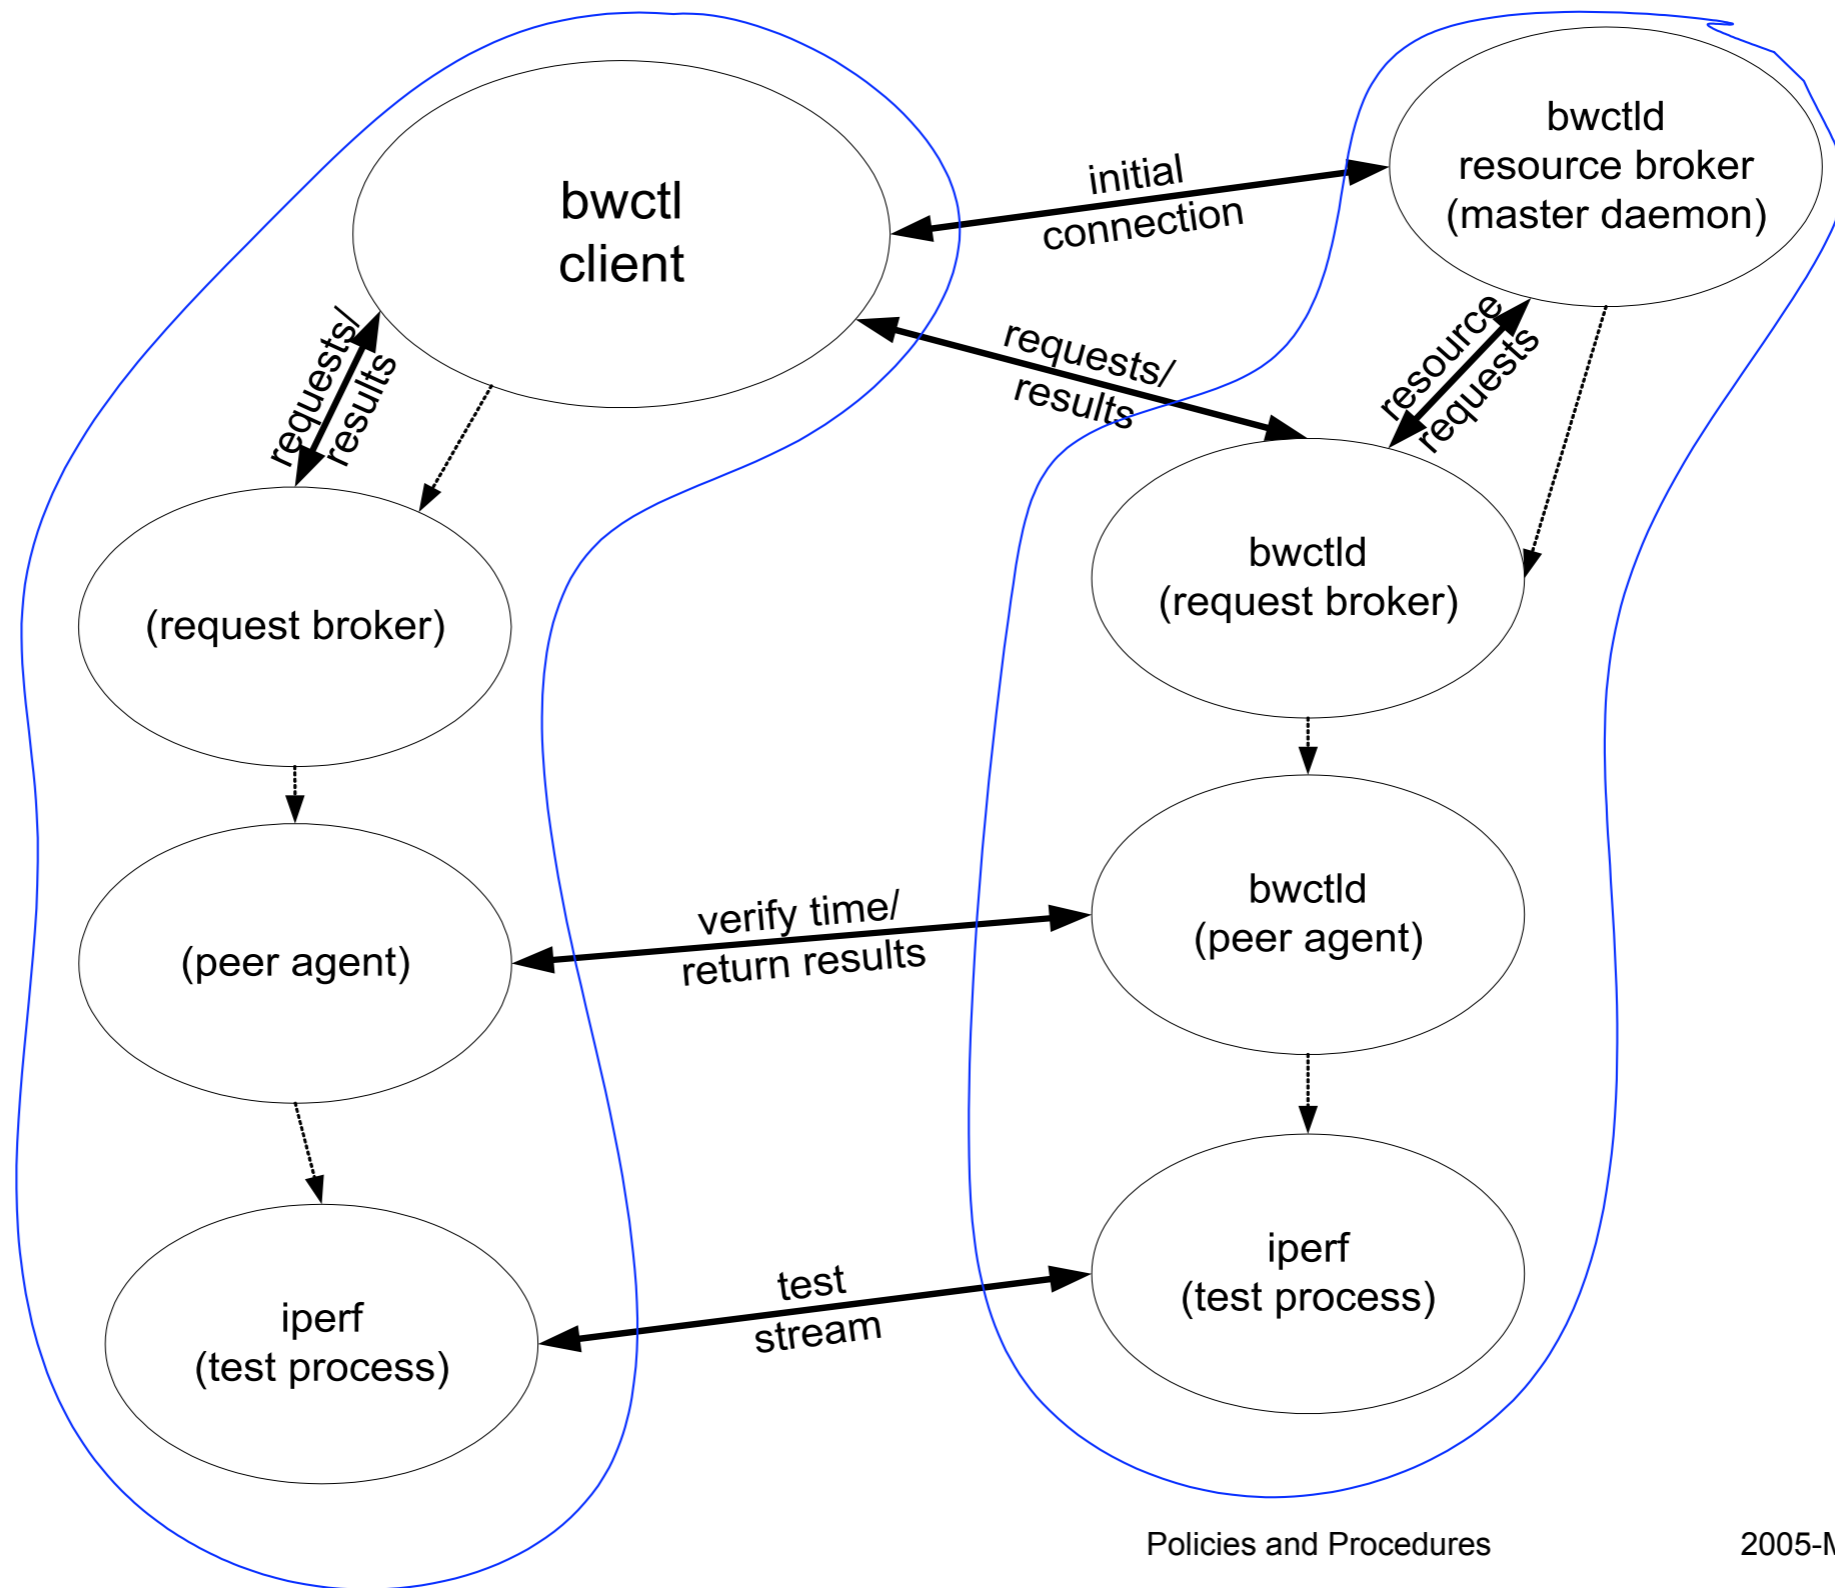 bwctl
client
bwctld
resource broker
(master daemon)
initial
connection
requests/
results
requests/
results
resource
requests
(request broker)
bwctld
(request broker)
(peer agent)
verify time/
return results
bwctld
(peer agent)
iperf
(test process)
test
stream
iperf
(test process)
Policies and Procedures
2005-M